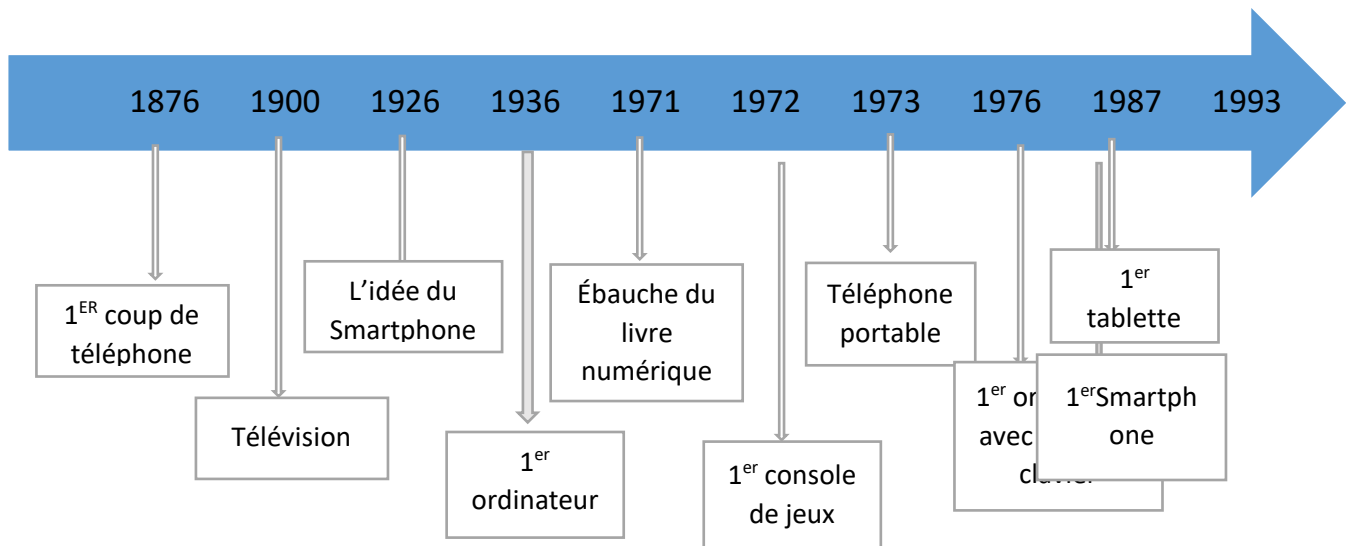 1876 1900 1926 1936 1971 1972 1973 1976 1987 1993
1ER coup de
téléphone
Télévision
L’idée du
Smartphone
1er
ordinateur
Ébauche du
livre
numérique
1er console
de jeux
Téléphone
portable
1er
avec
1er
tablette
1erSmartph
one